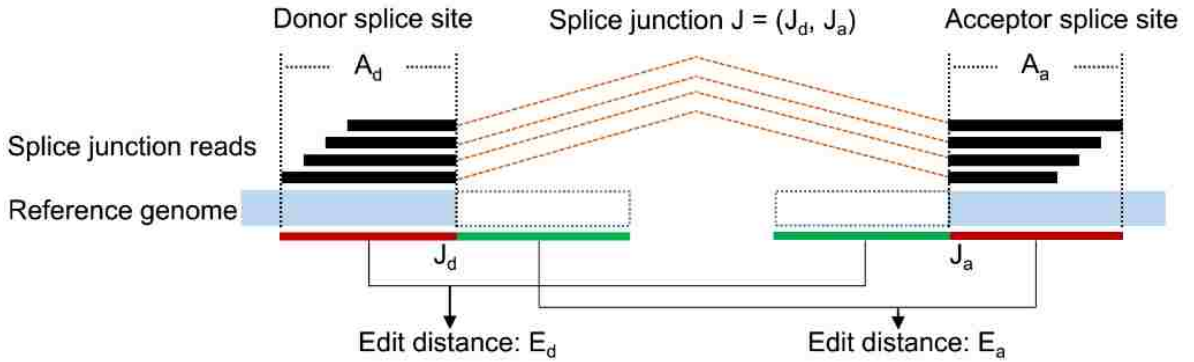 Donor splice site
Splice junction J = (J_d, J_a)
Acceptor splice site
A_d
A_a
Splice junction reads
Reference genome
J_d
J_a
Edit distance: E_d
Edit distance: E_a